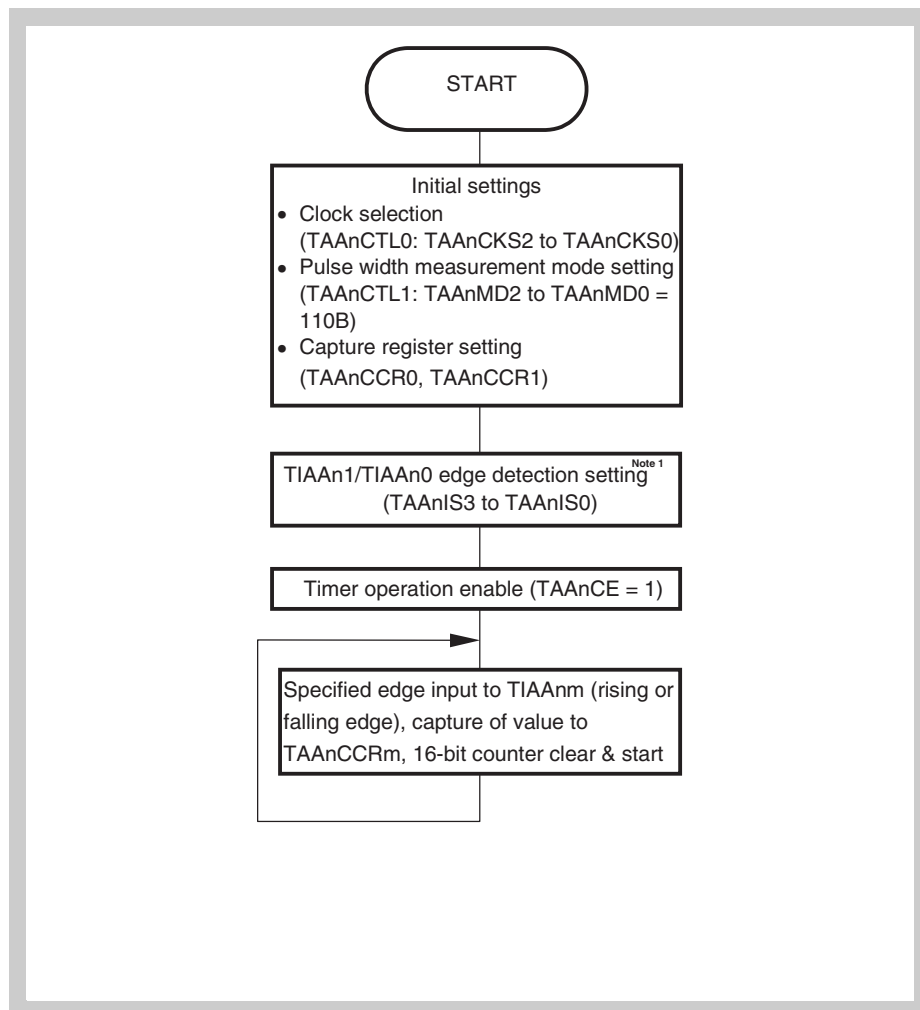 START
Initial settings
• Clock selection
(TAAnCTL0: TAAnCKS2 to TAAnCKS0)
• Pulse width measurement mode setting
(TAAnCTL1: TAAnMD2 to TAAnMD0 =
110B)
• Capture register setting
(TAAnCCR0, TAAnCCR1)
TIAAn1/TIAAn0 edge detection setting Note 1
(TAAnIS3 to TAAnIS0)
Timer operation enable (TAAnCE = 1)
Specified edge input to TIAAnm (rising or
falling edge), capture of value to
TAAnCCRm, 16-bit counter clear & start